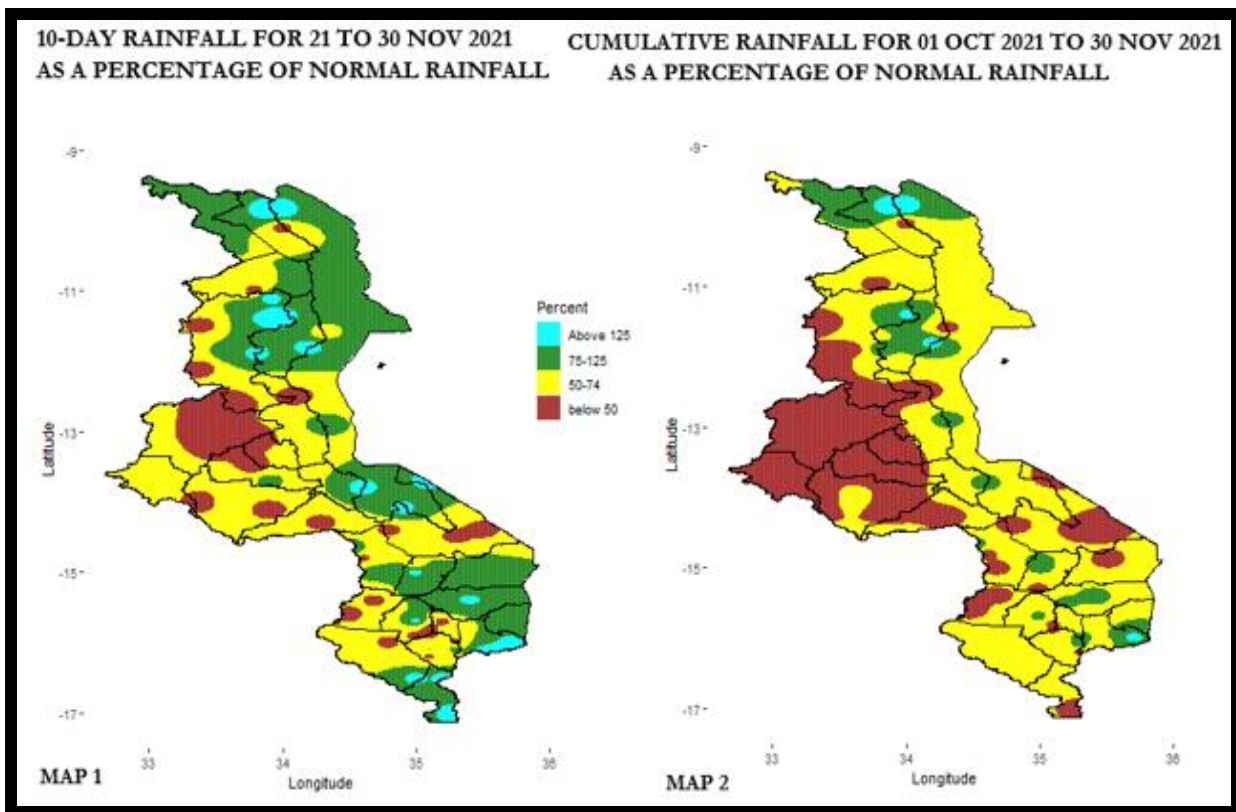 10-DAY RAINFALL FOR 21 TO 30 NOV 2021
AS A PERCENTAGE OF NORMAL RAINFALL
CUMULATIVE RAINFALL FOR 01 OCT 2021 TO 30 NOV 2021
AS A PERCENTAGE OF NORMAL RAINFALL
-9
-11
-13
-15
-17
Latitude
33
34
35
36
Longitude
MAP 1
Percent
Above 125
75-125
50-74
below 50
-9
-11
-13
-15
-17
Latitude
33
34
35
36
Longitude
MAP 2